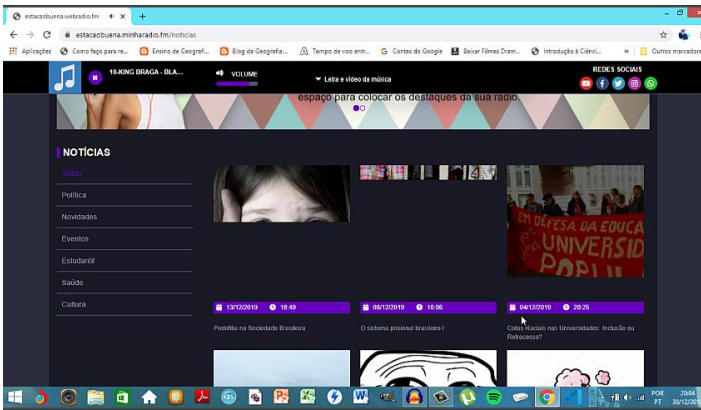 estacaobuena.webradio.fm
estacaobuena.minharadio.fm/noticias
Aplicações
Como faço para re...
Ensino de Geografi...
Blog de Geografia...
Tempo de voo entr...
Contas do Google
Baixar Filmes Dram...
Introdução à Ciênci...
»
Outros marcadore
18-KING BRAGA - BLA...
VOLUME
Letra e vídeo da música
REDES SOCIAIS
espaço para colocar os destaques da sua rádio.
NOTÍCIAS
Todas
Política
Novidades
Eventos
Estudantil
Saúde
Cultura
EM DEFESA DA EDUCA
UNIVERSID
POPUL
13/12/2019 18:49
08/12/2019 18:06
04/12/2019 20:25
Pedofilia na Sociedade Brasileira
O sistema prisional brasileiro !
Cotas Raciais nas Universidades: Inclusão ou
Retrocesso?
POR
PT
20:04
30/12/201